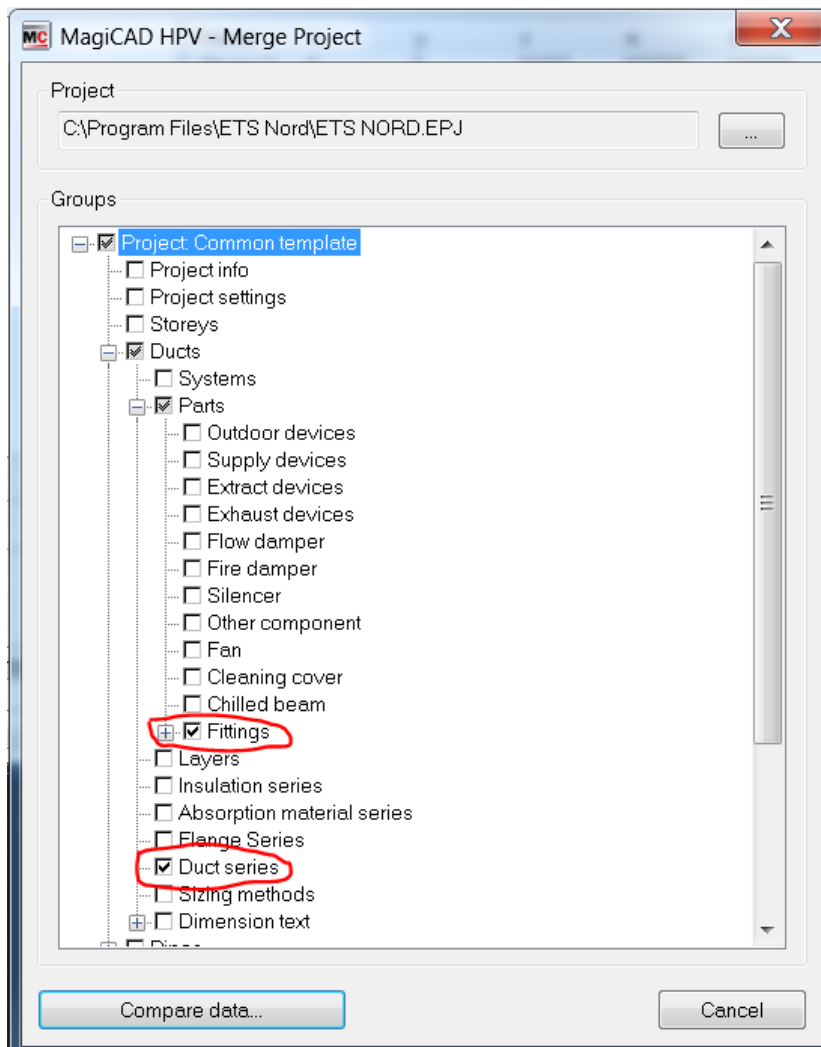 MC MagiCAD HPV - Merge Project
Project
C:\Program Files\ETS Nord\ETS NORD.EPJ
...
Groups
Project: Common template
Project info
Project settings
Storeys
Ducts
Systems
Parts
Outdoor devices
Supply devices
Extract devices
Exhaust devices
Flow damper
Fire damper
Silencer
Other component
Fan
Cleaning cover
Chilled beam
Fittings
Layers
Insulation series
Absorption material series
Flange Series
Duct series
Sizing methods
Dimension text
Compare data...
Cancel